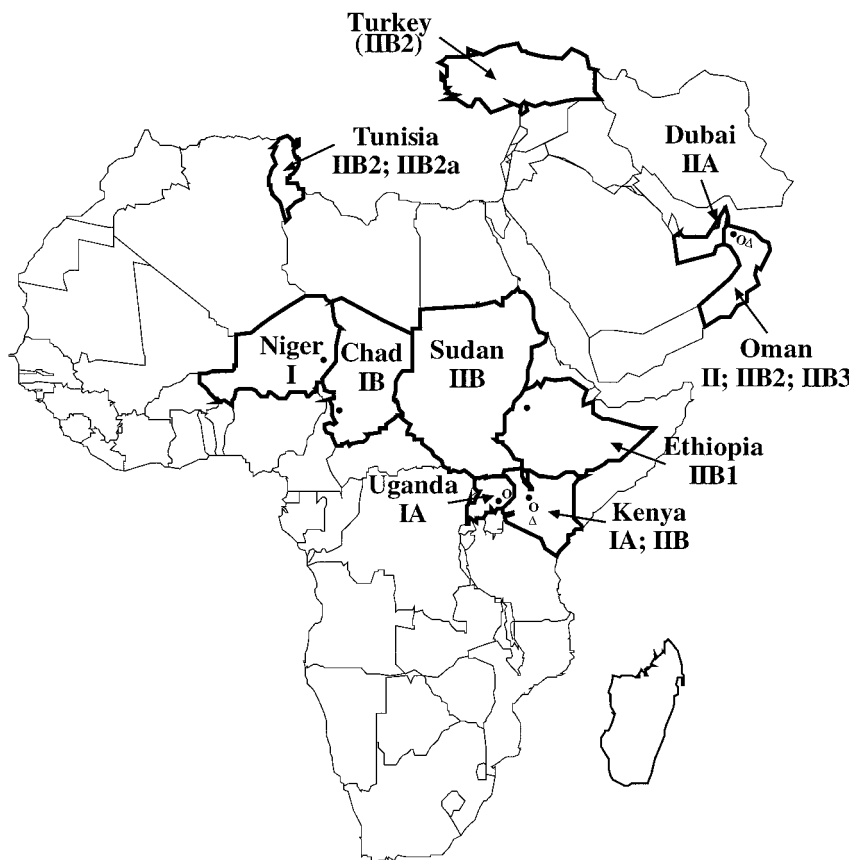 Turkey
(IIB2)
Tunisia
IIB2; IIB2a
Dubai
IIA
Oman
II; IIB2; IIB3
Niger
I
Chad
IB
Sudan
IIB
Ethiopia
IIB1
Uganda
IA
Kenya
IA; IIB